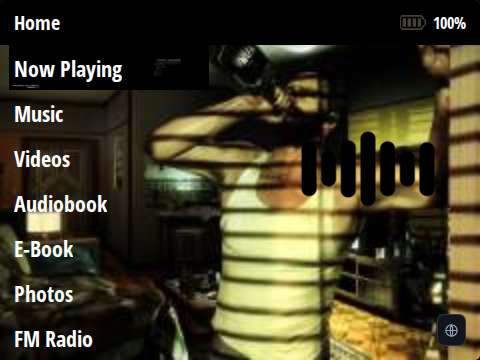 Home
100%
Now Playing
Music
Videos
Audiobook
E-Book
Photos
FM Radio